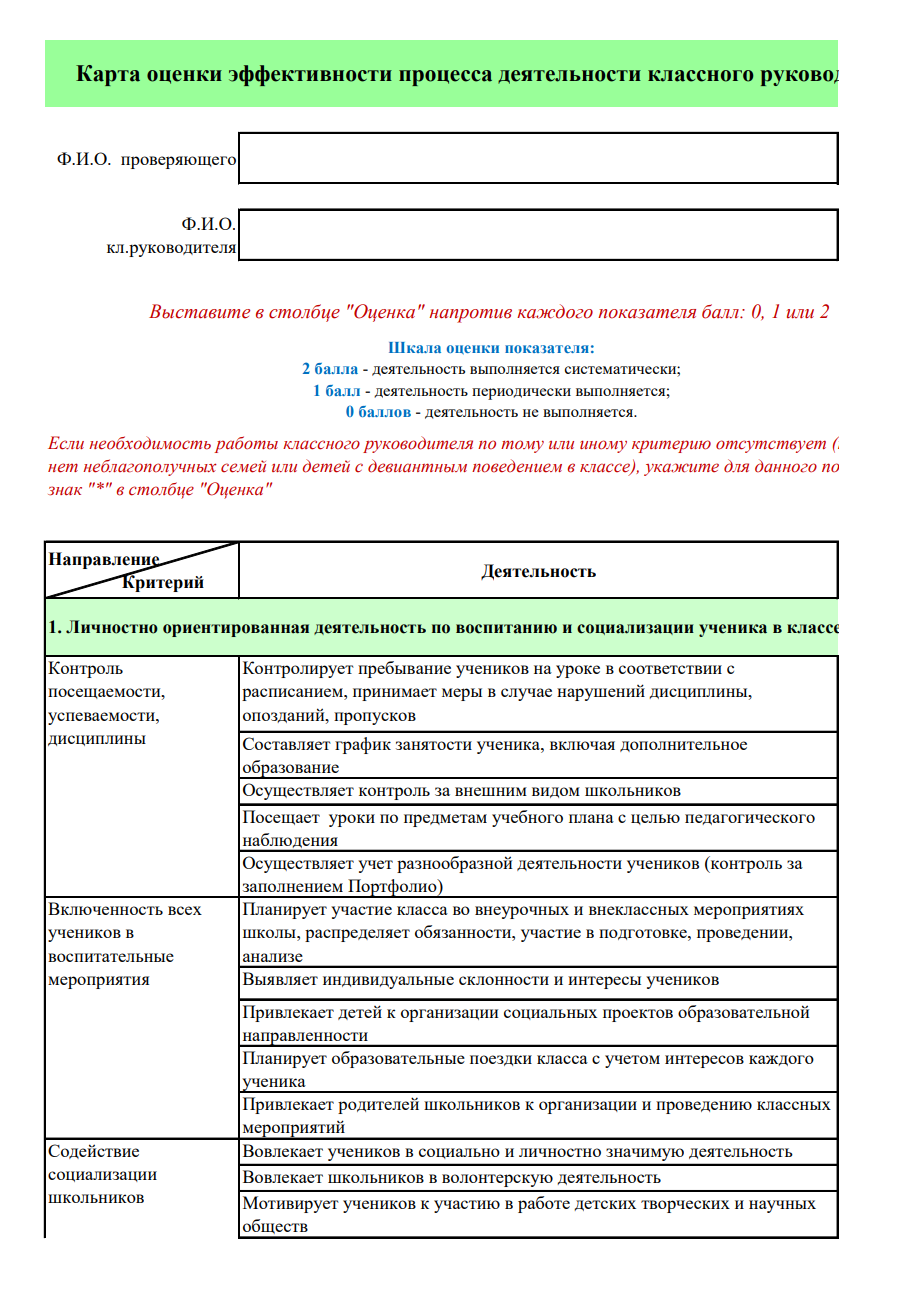 Карта оценки эффективности процесса деятельности классного
Ф.И.О. проверяющего
Ф.И.О.
кл.руководителя
Выставите в столбце "Оценка" напротив каждого показателя балл: 0, 1 или 2
Шкала оценки показателя:
2 балла - деятельность выполняется систематически;
1 балл - деятельность периодически выполняется;
0 баллов - деятельность не выполняется.
Если необходимость работы классного руководителя по тому или иному критерию отсутствует
нет неблагополучных семей или детей с девиантным поведением в классе), укажите для данного
знак "*" в столбце "Оценка"
Направление
Критерий
Деятельность
1. Личностно ориентированная деятельность по воспитанию и социализации ученика в классе
Контроль
посещаемости,
успеваемости,
дисциплины
Контролирует пребывание учеников на уроке в соответствии с
расписанием, принимает меры в случае нарушений дисциплины,
опозданий, пропусков
Составляет график занятости ученика, включая дополнительное
образование
Осуществляет контроль за внешним видом школьников
Посещает уроки по предметам учебного плана с целью педагогического
наблюдения
Осуществляет учет разнообразной деятельности учеников (контроль за
заполнением Портфолио)
Включенность всех
учеников в
воспитательные
мероприятия
Планирует участие класса во внеурочных и внеклассных мероприятиях
школы, распределяет обязанности, участие в подготовке, проведении,
анализе
Выявляет индивидуальные склонности и интересы учеников
Привлекает детей к организации социальных проектов образовательной
направленности
Планирует образовательные поездки класса с учетом интересов каждого
ученика
Привлекает родителей школьников к организации и проведению классных
мероприятий
Содействие
социализации
школьников
Вовлекает учеников в социально и личностно значимую деятельность
Вовлекает школьников в волонтерскую деятельность
Мотивирует учеников к участию в работе детских творческих и научных
обществ